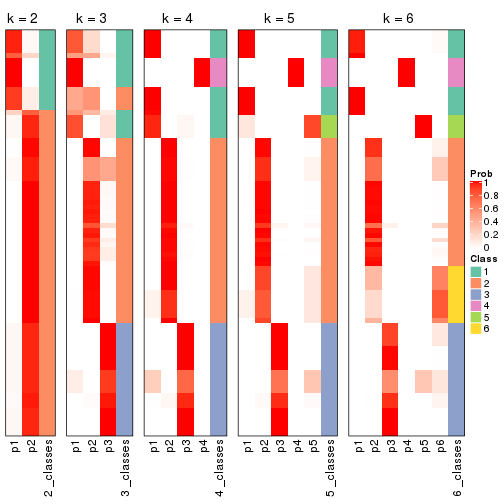 k = 2
k = 3
k = 4
k = 5
k = 6
Prob
1
0.8
0.6
0.4
0.2
0
Class
1
2
3
4
5
6
p1
p2
2_classes
p1
p2
p3
3_classes
p1
p2
p3
p4
4_classes
p1
p2
p3
p4
p5
5_classes
p1
p2
p3
p4
p5
p6
6_classes